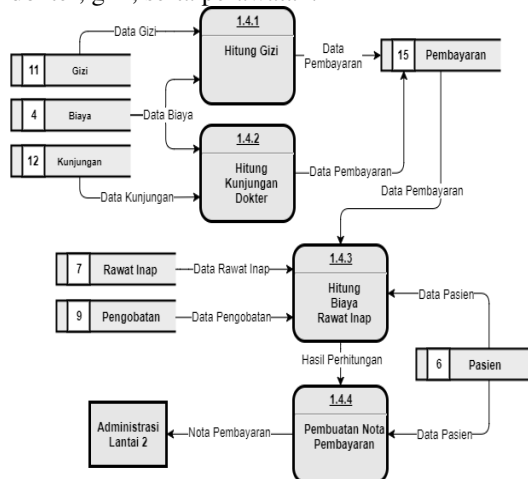 Data Gizi
1.4.1
Hitung Gizi
Data
Pembayaran
11
Gizi
15
Pembayaran
4
Biaya
Data Biaya
12
Kunjungan
1.4.2
Hitung
Kunjungan
Dokter
Data Pembayaran
Data Kunjungan
Data Pembayaran
7
Rawat Inap
Data Rawat Inap
1.4.3
Hitung
Biaya
Rawat Inap
9
Pengobatan
Data Pengobatan
Data Pasien
Hasil Perhitungan
6
Pasien
1.4.4
Pembuatan Nota
Pembayaran
Administrasi
Lantai 2
Nota Pembayaran
Data Pasien